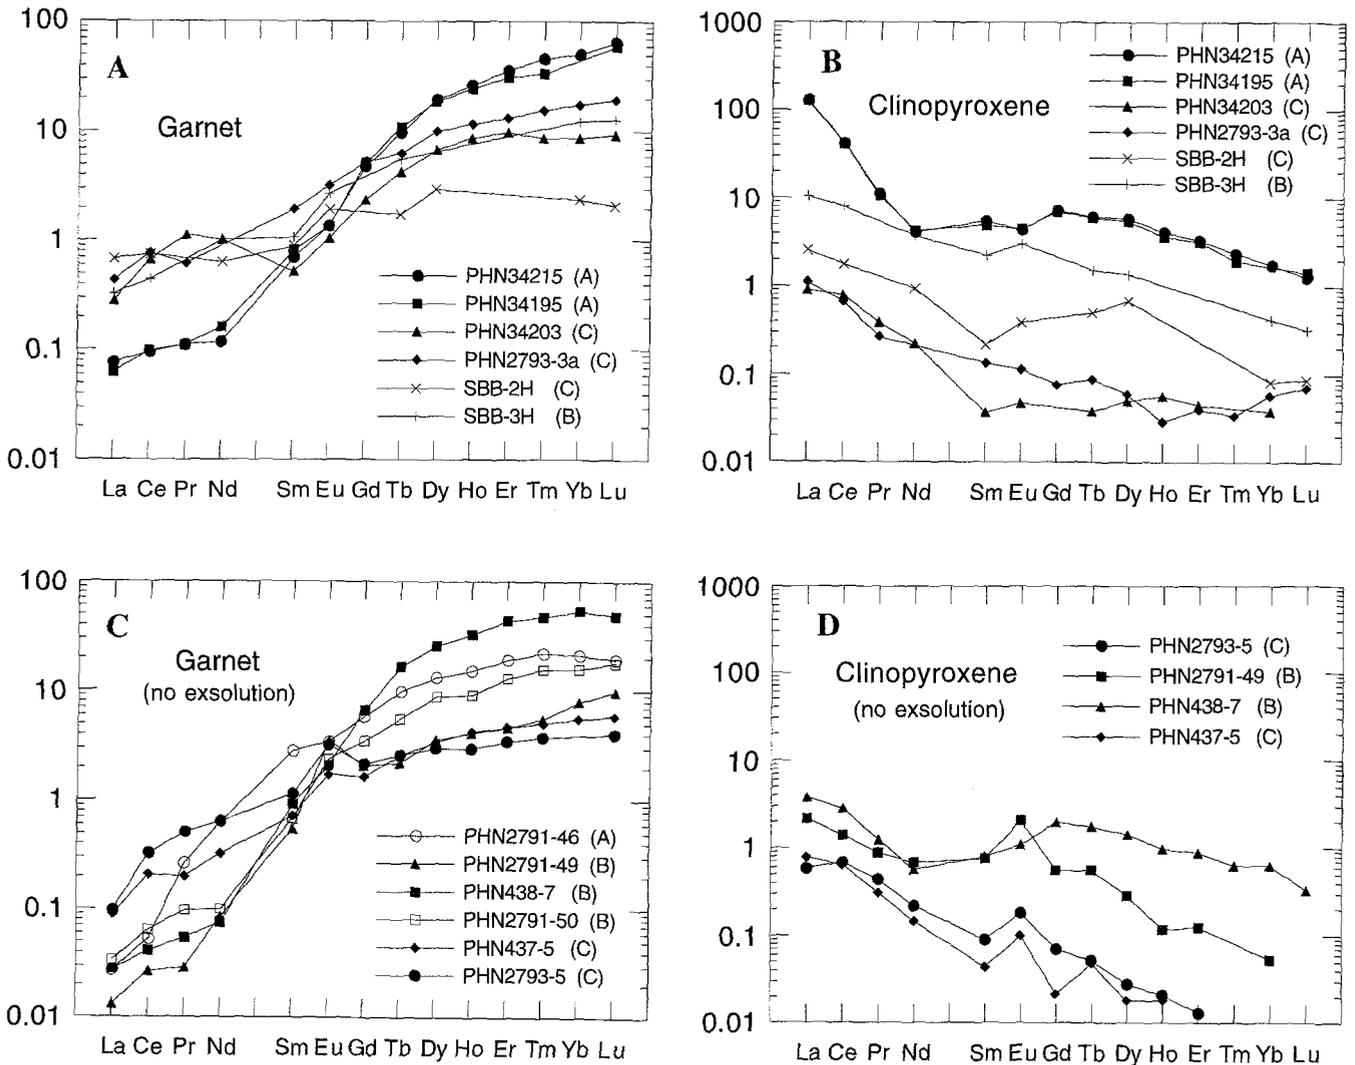 100
10
1
0.1
0.01
A
Garnet
PHN34215 (A)
PHN34195 (A)
PHN34203 (C)
PHN2793-3a (C)
SBB-2H (C)
SBB-3H (B)
La Ce Pr Nd Sm Eu Gd Tb Dy Ho Er Tm Yb Lu
1000
100
10
1
0.1
0.01
B
Clinopyroxene
PHN34215 (A)
PHN34195 (A)
PHN34203 (C)
PHN2793-3a (C)
SBB-2H (C)
SBB-3H (B)
La Ce Pr Nd Sm Eu Gd Tb Dy Ho Er Tm Yb Lu
100
10
1
0.1
0.01
C
Garnet
(no exsolution)
PHN2791-46 (A)
PHN2791-49 (B)
PHN438-7 (B)
PHN2791-50 (B)
PHN437-5 (C)
PHN2793-5 (C)
La Ce Pr Nd Sm Eu Gd Tb Dy Ho Er Tm Yb Lu
1000
100
10
1
0.1
0.01
D
Clinopyroxene
(no exsolution)
PHN2793-5 (C)
PHN2791-49 (B)
PHN438-7 (B)
PHN437-5 (C)
La Ce Pr Nd Sm Eu Gd Tb Dy Ho Er Tm Yb Lu